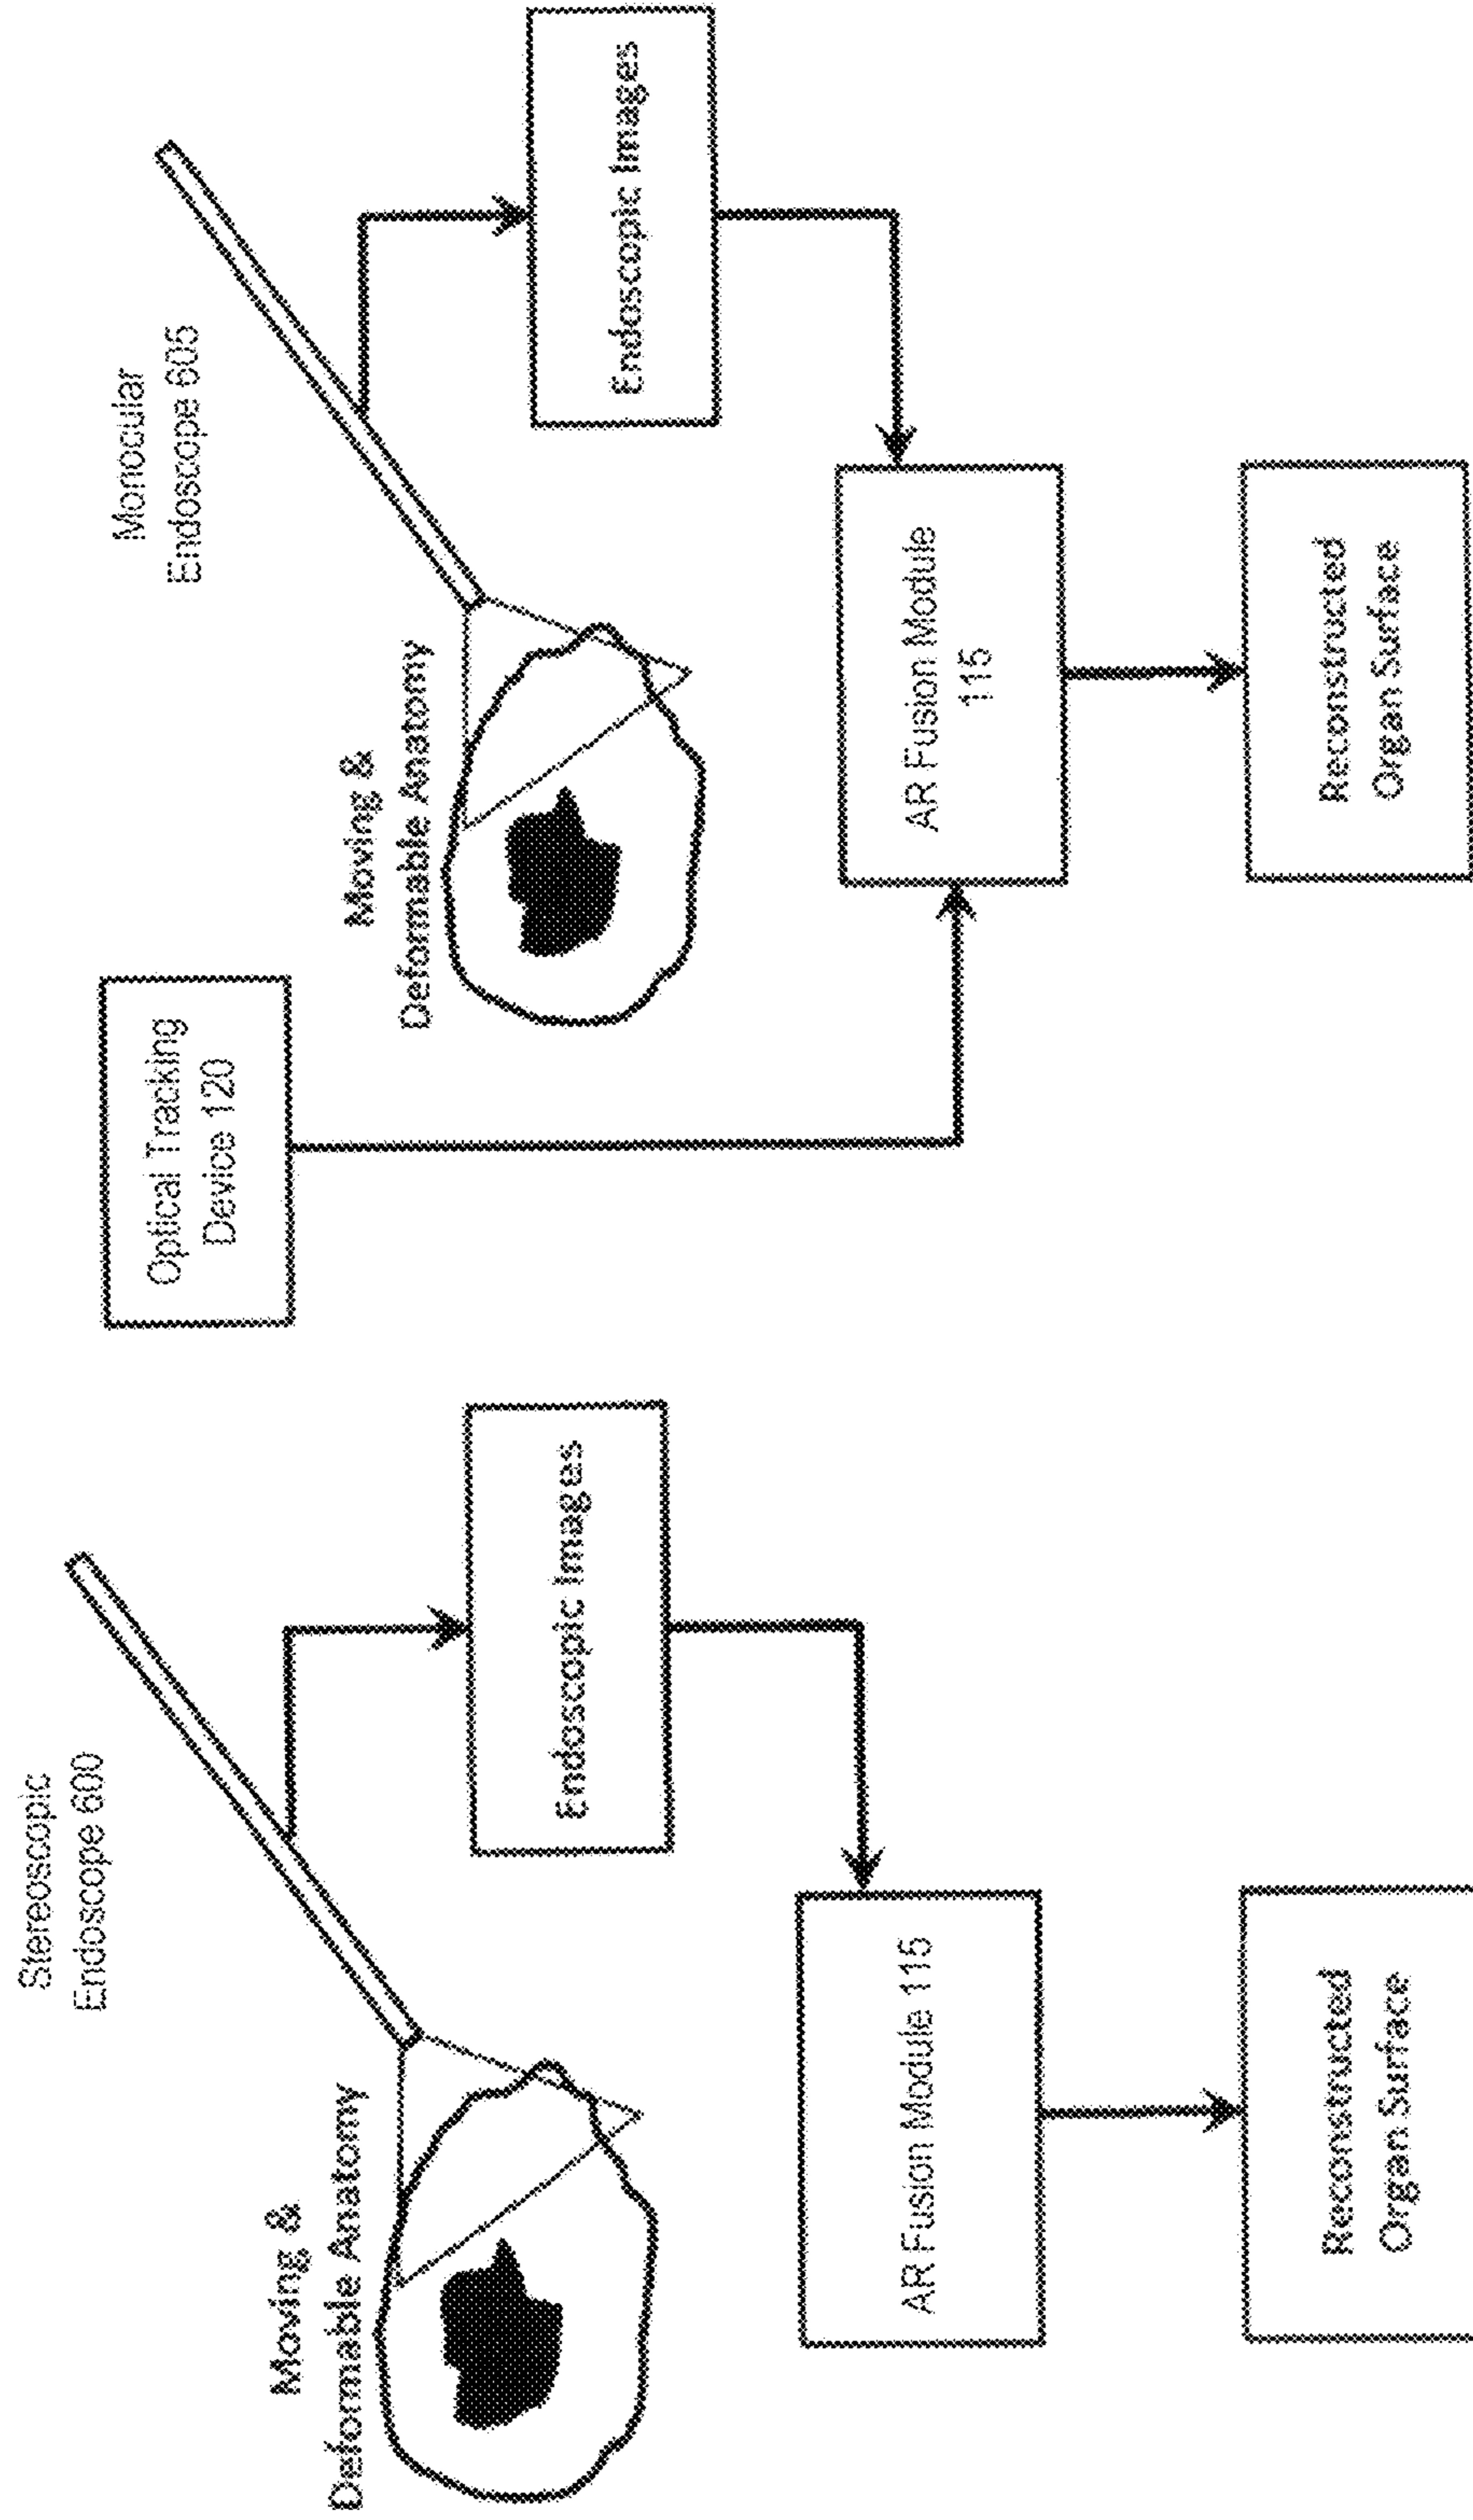 Stereoscopic
Endoscope 600
Moving &
Deformable Anatomy
Endoscopic Images
AR Fusion Module 115
Reconstructed
Organ Surface
Monocular
Endoscope 605
Optical Tracking
Device 120
Moving &
Deformable Anatomy
Endoscopic Images
AR Fusion Module
115
Reconstructed
Organ Surface